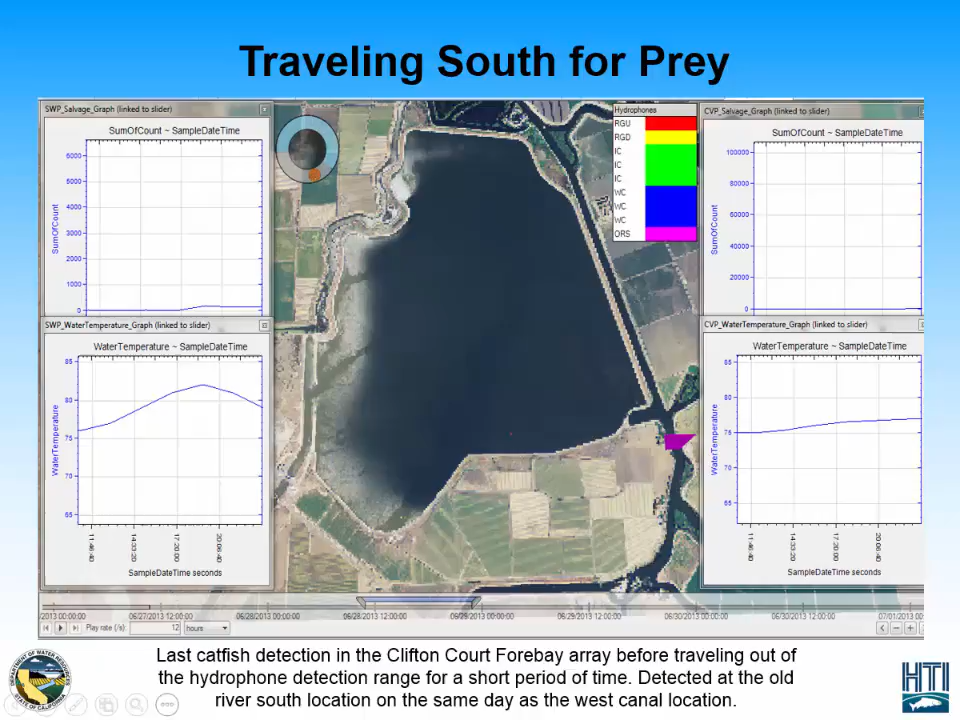 Traveling South for Prey
SWP_Salvage_Graph (linked to slider)
SumOfCount ~ SampleDateTime
SumOfCount
6000
5000
4000
3000
2000
1000
0
SWP_WaterTemperature_Graph (linked to slider)
WaterTemperature ~ SampleDateTime
WaterTemperature
85
80
75
70
65
11:46:40
14:33:20
17:20:00
20:06:40
SampleDateTime seconds
Hydrophones
RGU
RGD
IC
IC
IC
WC
WC
WC
ORS
CVP_Salvage_Graph (linked to slider)
SumOfCount ~ SampleDateTime
SumOfCount
100000
80000
60000
40000
20000
0
CVP_WaterTemperature_Graph (linked to slider)
WaterTemperature ~ SampleDateTime
WaterTemperature
85
80
75
70
65
11:46:40
14:33:20
17:20:00
20:06:40
SampleDateTime seconds
/2013 00:00:00 06/27/2013 12:00:00 06/28/2013 00:00:00 06/28/2013 12:00:00 06/29/2013 00:00:00 06/29/2013 12:00:00 06/30/2013 00:00:00 06/30/2013 12:00:00 07/01/2013
Play rate (/s): 12 hours
Last catfish detection in the Clifton Court Forebay array before traveling out of
the hydrophone detection range for a short period of time. Detected at the old
river south location on the same day as the west canal location.
DEPARTMENT OF WATER RESOURCES
STATE OF CALIFORNIA
HTI